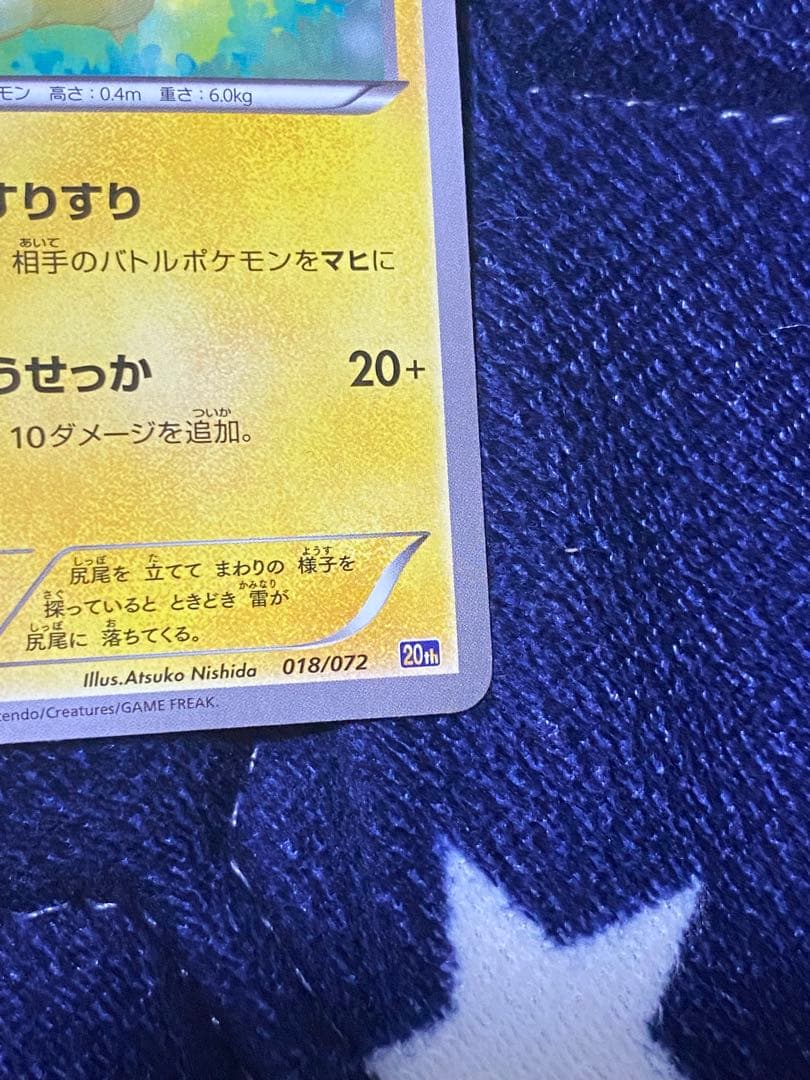 モン 高さ：0.4m 重さ：6.0kg
すりすり
あいて
相手のバトルポケモンをマヒに
うせっか 20+
ついか
10ダメージを追加。
しっぽ た ようす
尻尾を 立てて まわりの 様子を
さぐ かみなり
探っていると ときどき 雷が
しっぽ お
尻尾に 落ちてくる。
Illus.Atsuko Nishida 018/072 20th
tendo/Creatures/GAME FREAK.